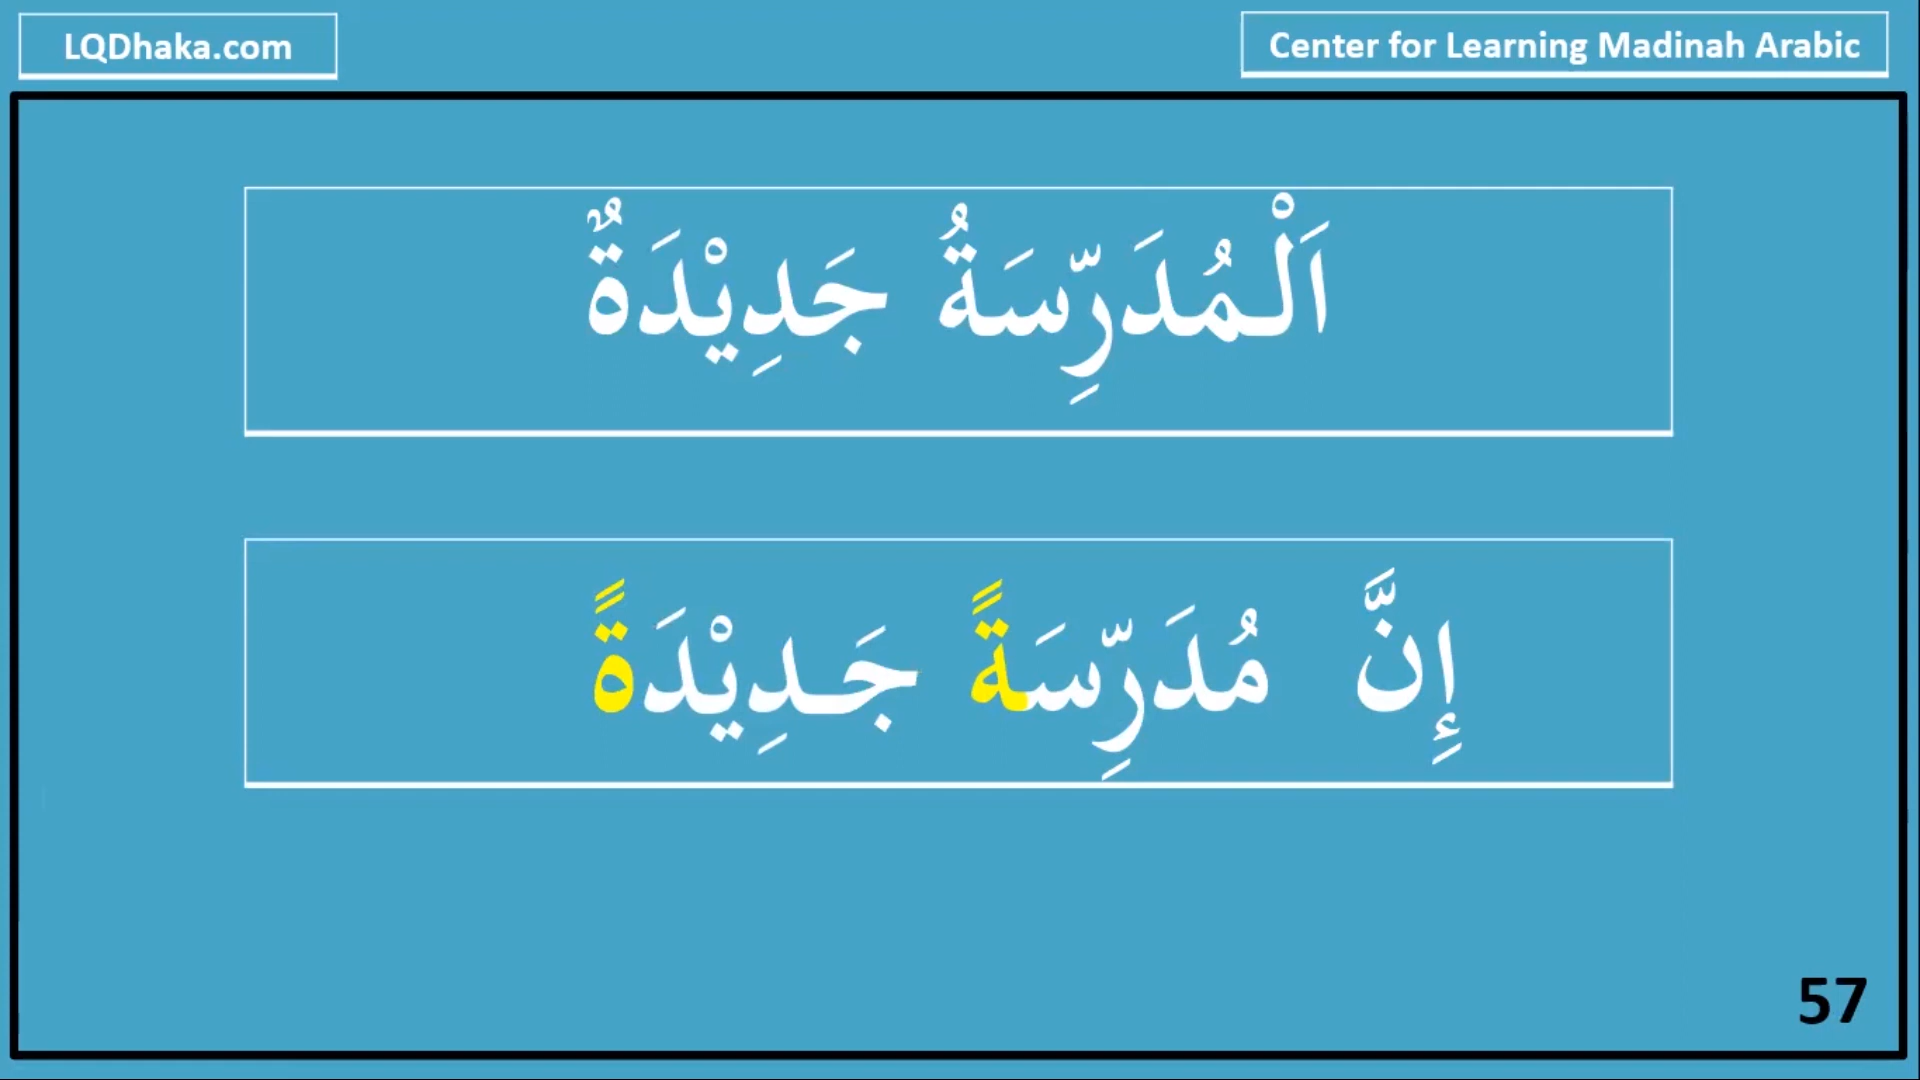 LQDhaka.com
Center for Learning Madinah Arabic
اَلْمُدَرِّسَةُ جَدِيْدَةٌ
إِنَّ مُدَرِّسَةً جَدِيْدَةً
57